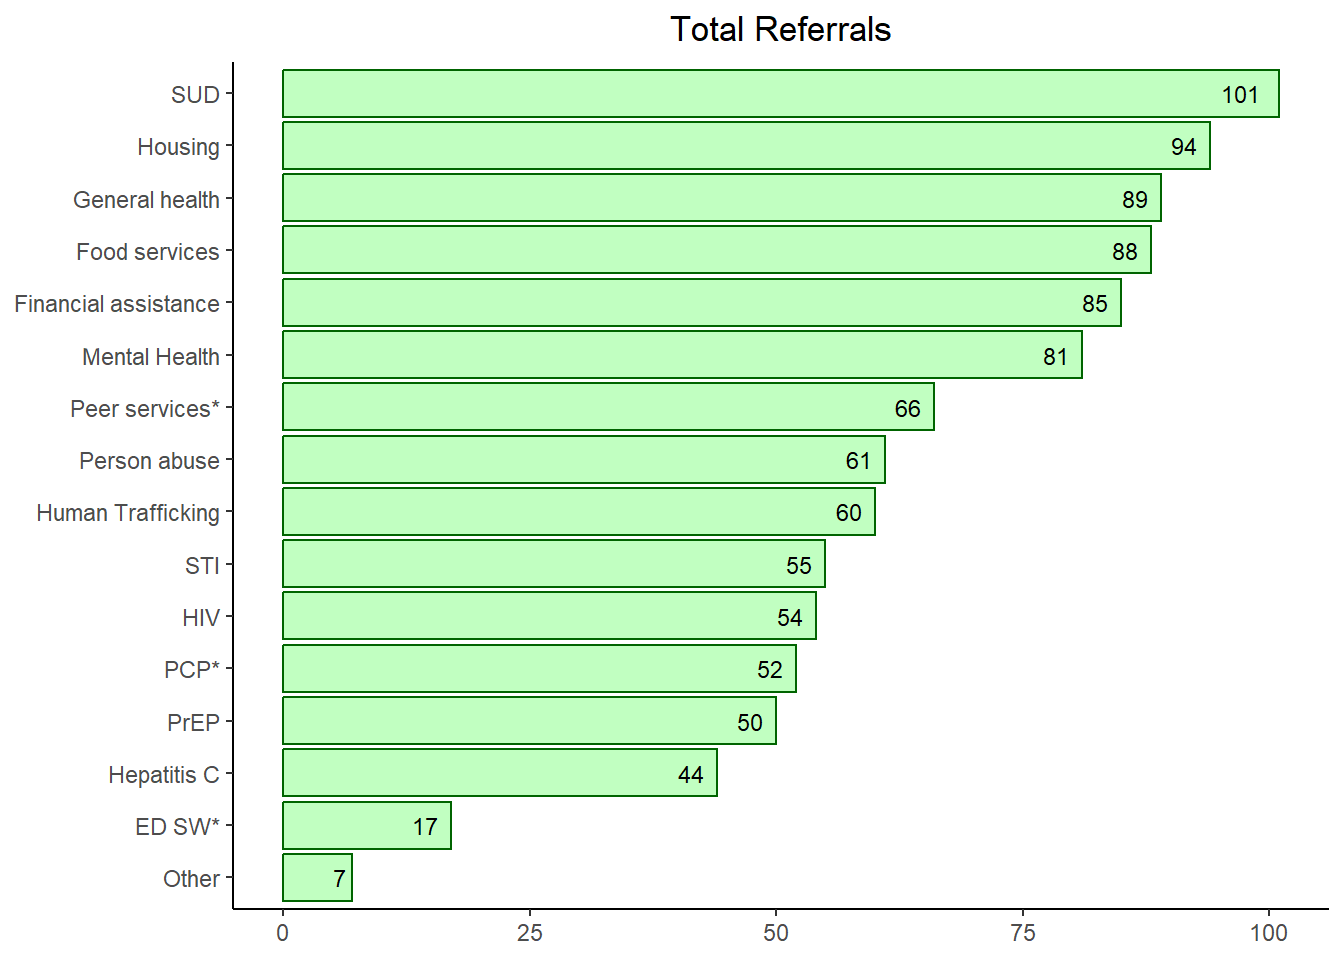 Total Referrals
SUD 101
Housing 94
General health 89
Food services 88
Financial assistance 85
Mental Health 81
Peer services* 66
Person abuse 61
Human Trafficking 60
STI 55
HIV 54
PCP* 52
PrEP 50
Hepatitis C 44
ED SW* 17
Other 7
0 25 50 75 100